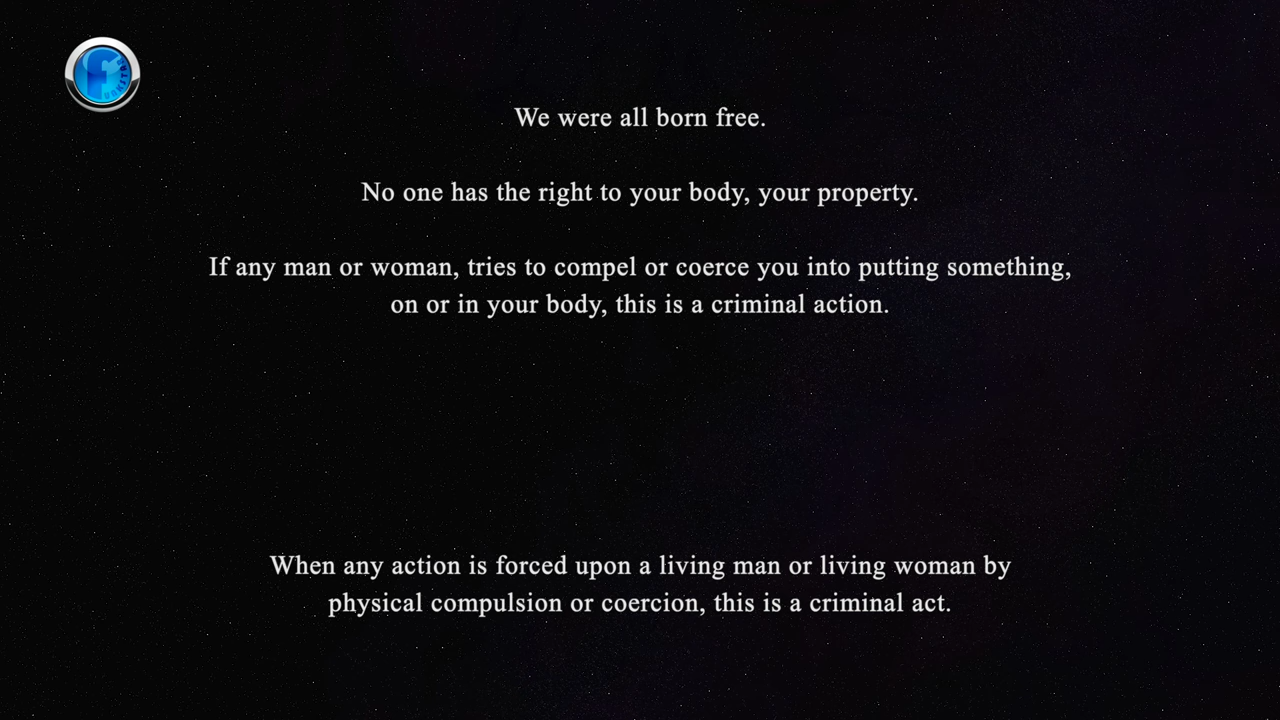 We were all born free.
No one has the right to your body, your property.
If any man or woman, tries to compel or coerce you into putting something,
on or in your body, this is a criminal action.
When any action is forced upon a living man or living woman by
physical compulsion or coercion, this is a criminal act.